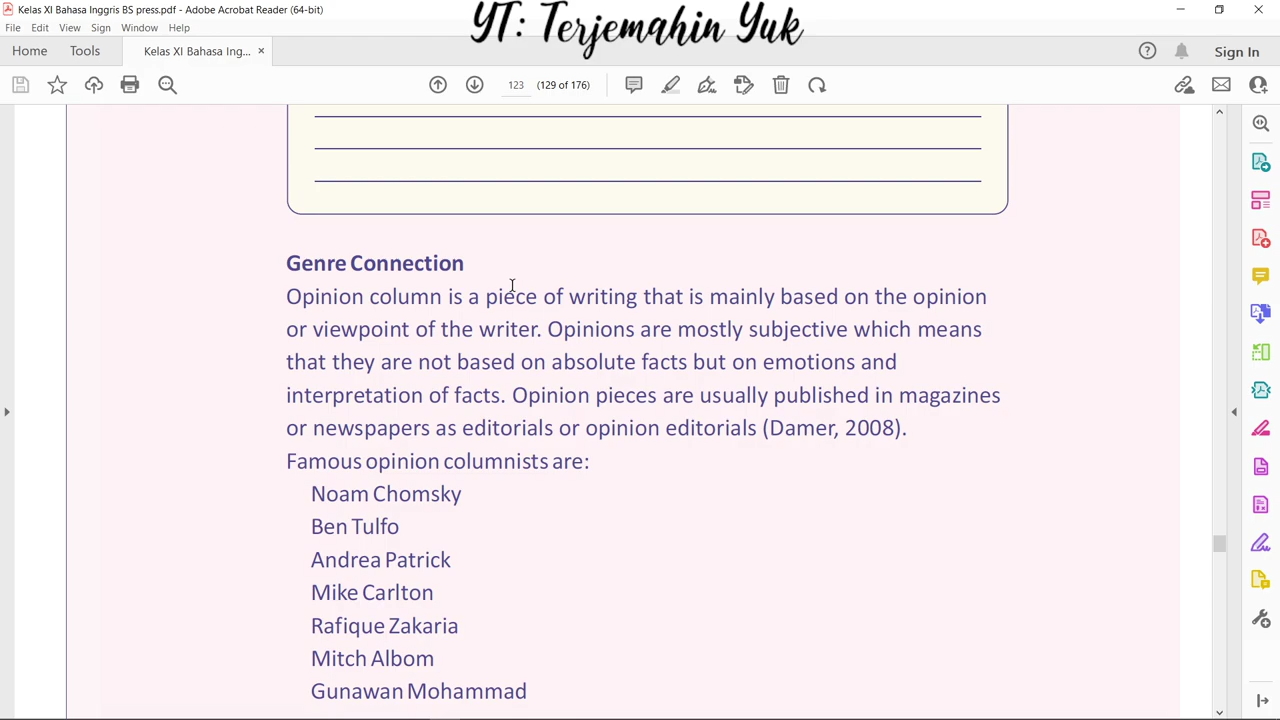 Kelas XI Bahasa Inggris BS press.pdf - Adobe Acrobat Reader (64-bit)
YT: Terjemahin Yuk
File Edit View Sign Window Help
Home Tools Kelas XI Bahasa Ing... × Sign In
123 (129 of 176)
Genre Connection
Opinion column is a piece of writing that is mainly based on the opinion
or viewpoint of the writer. Opinions are mostly subjective which means
that they are not based on absolute facts but on emotions and
interpretation of facts. Opinion pieces are usually published in magazines
or newspapers as editorials or opinion editorials (Damer, 2008).
Famous opinion columnists are:
Noam Chomsky
Ben Tulfo
Andrea Patrick
Mike Carlton
Rafique Zakaria
Mitch Albom
Gunawan Mohammad